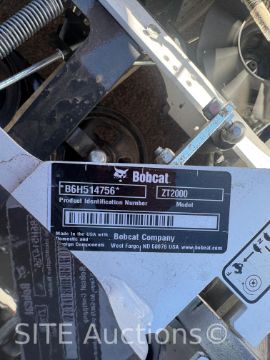 Bobcat
B6H514756*
ZT2000
Product Identification Number
Model
Made in the USA with
Domestic and
Foreign Components
Bobcat Company
West Fargo, ND 58078 USA www.bobcat.com
SITE Auctions.com